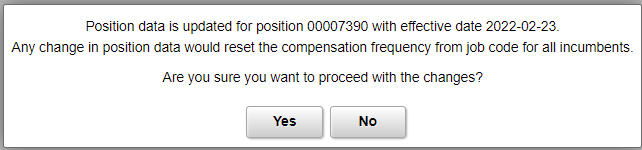 Position data is updated for position 00007390 with effective date 2022-02-23.
Any change in position data would reset the compensation frequency from job code for all incumbents.
Are you sure you want to proceed with the changes?
Yes No